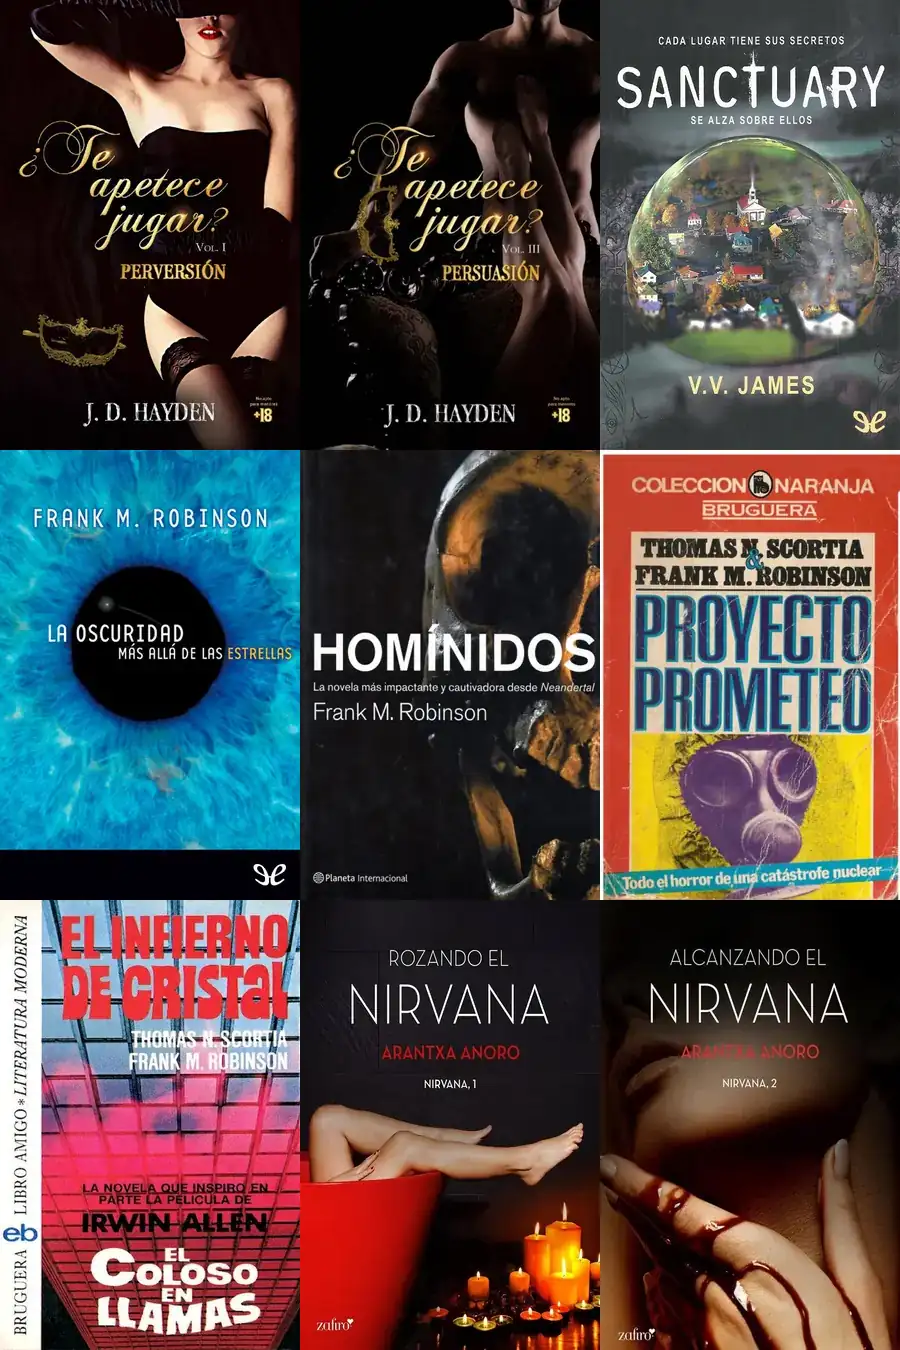 ¿Te
apetece
jugar?
VOL. I
PERVERSIÓN
J. D. HAYDEN
No apto
para menores
+18
¿Te
apetece
jugar?
VOL. III
PERSUASIÓN
J. D. HAYDEN
No apto
para menores
+18
CADA LUGAR TIENE SUS SECRETOS
SANCTUARY
SE ALZA SOBRE ELLOS
V.V. JAMES
FRANK M. ROBINSON
LA OSCURIDAD
MÁS ALLÁ DE LAS ESTRELLAS
HOMÍNIDOS
La novela más impactante y cautivadora desde Neandertal
Frank M. Robinson
Planeta Internacional
COLECCION NARANJA
BRUGUERA
THOMAS N. SCORTIA
&
FRANK M. ROBINSON
PROYECTO
PROMETEO
Todo el horror de una catástrofe nuclear
BRUGUERA eb LIBRO AMIGO * LITERATURA MODERNA
EL INFIERNO
DE CRISTAL
THOMAS N. SCORTIA
FRANK M. ROBINSON
LA NOVELA QUE INSPIRO EN
PARTE LA PELICULA DE
IRWIN ALLEN
EL
COLOSO
EN
LLAMAS
ROZANDO EL
NIRVANA
ARANTXA ANORO
NIRVANA, 1
zafiro
ALCANZANDO EL
NIRVANA
ARANTXA ANORO
NIRVANA, 2
zafiro